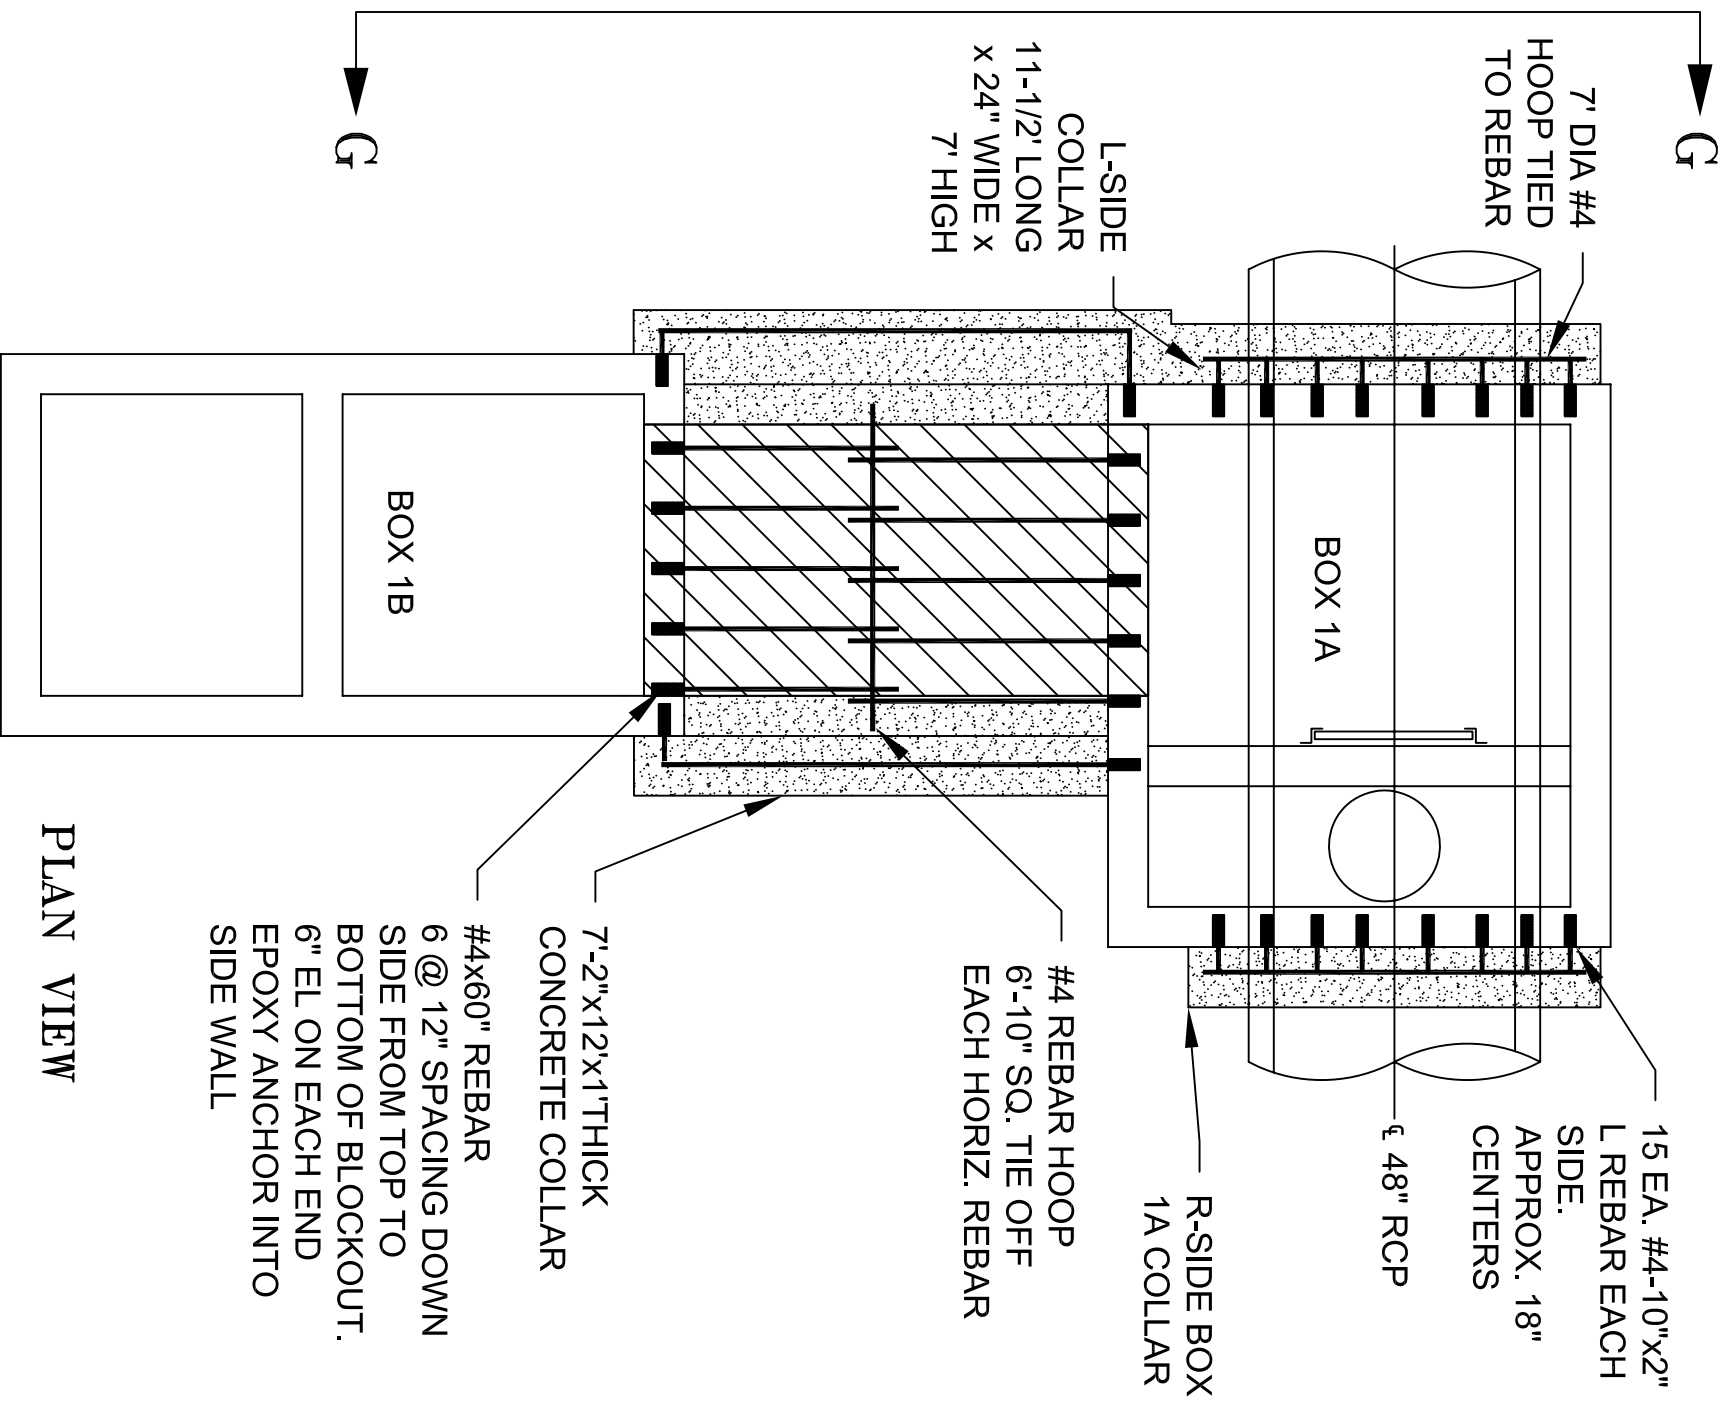 G
G
7' DIA #4
HOOP TIED
TO REBAR
L-SIDE
COLLAR
11-1/2' LONG
x 24" WIDE x
7' HIGH
BOX 1A
BOX 1B
15 EA. #4-10"x2"
L REBAR EACH
SIDE.
APPROX. 18"
CENTERS
℄ 48" RCP
R-SIDE BOX
1A COLLAR
#4 REBAR HOOP
6'-10" SQ. TIE OFF
EACH HORIZ. REBAR
7'-2"x12'x1'THICK
CONCRETE COLLAR
#4x60" REBAR
6 @ 12" SPACING DOWN
SIDE FROM TOP TO
BOTTOM OF BLOCKOUT.
6" EL ON EACH END
EPOXY ANCHOR INTO
SIDE WALL
PLAN VIEW